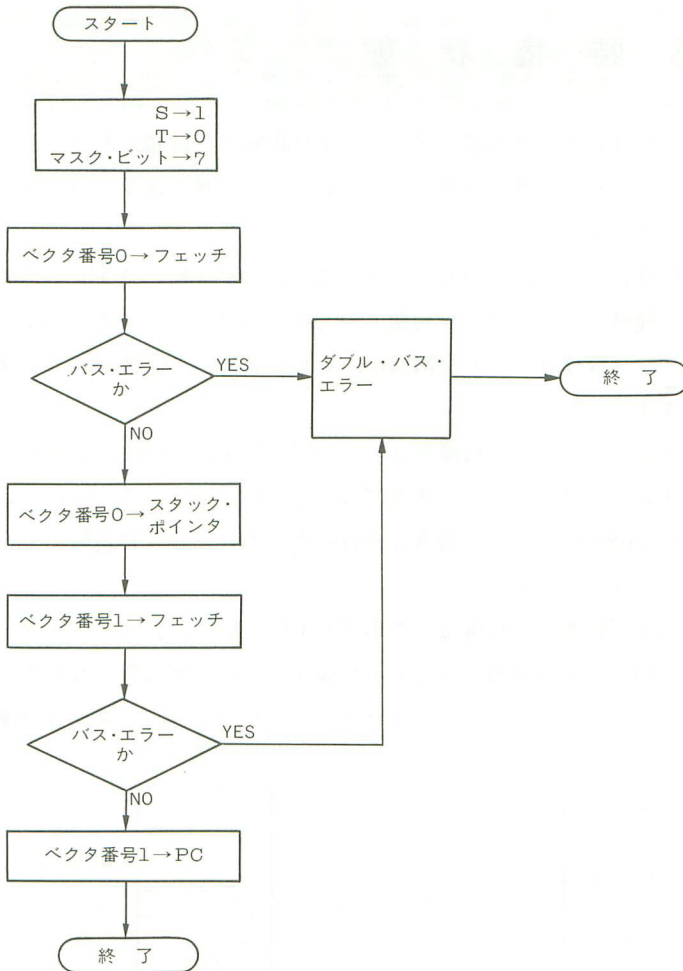 スタート
S→1
T→0
マスク・ビット→7
ベクタ番号0→フェッチ
バス・エラー
か
YES
NO
ダブル・バス・
エラー
終 了
ベクタ番号0→スタック・
ポインタ
ベクタ番号1→フェッチ
バス・エラー
か
YES
NO
ベクタ番号1→PC
終 了